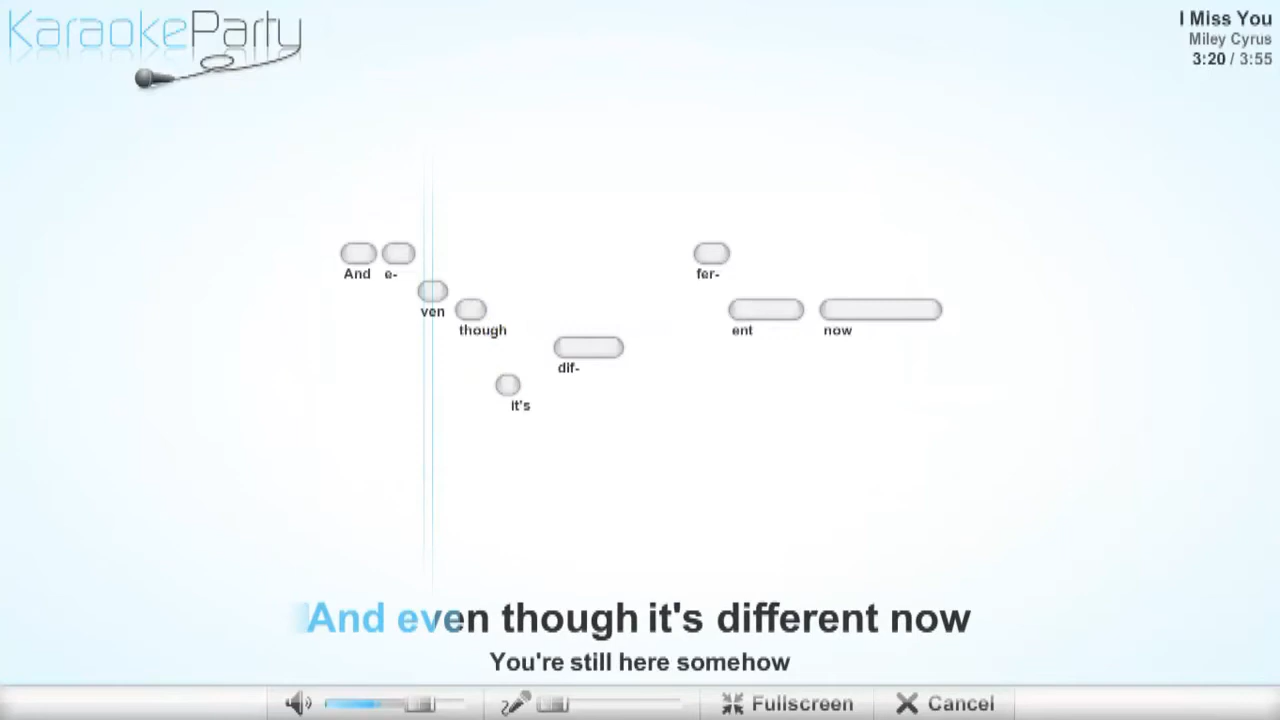 KaraokeParty
I Miss You
Miley Cyrus
3:20 / 3:55
And e-
fer-
ven
though
ent now
dif-
it's
And even though it's different now
You're still here somehow
Fullscreen Cancel